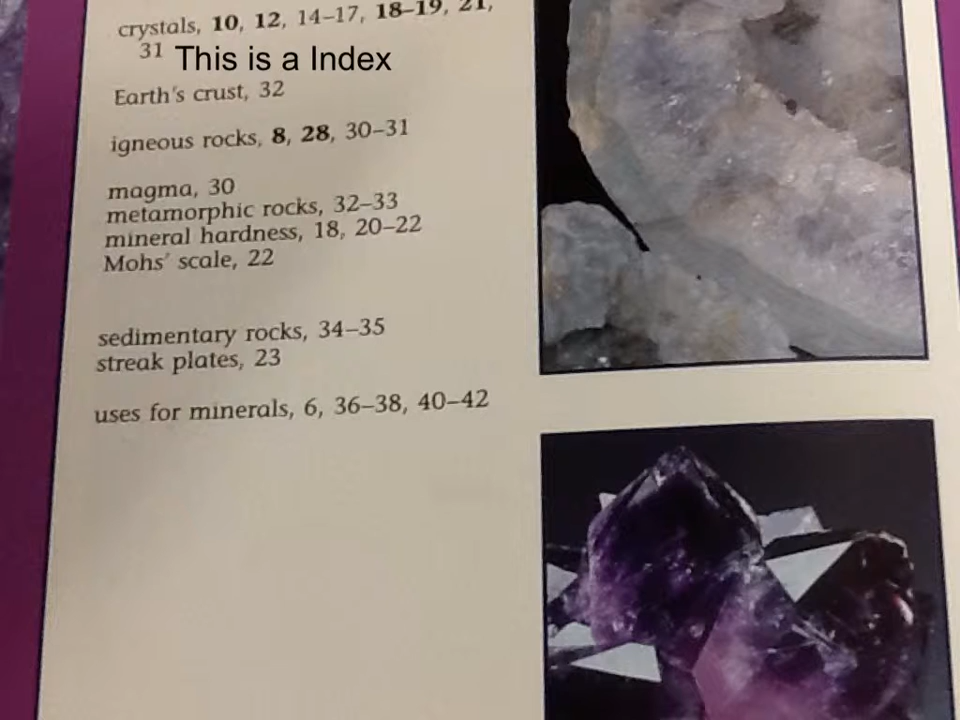 crystals, 10, 12, 14–17, 18–19, 21,
31
This is a Index
Earth's crust, 32
igneous rocks, 8, 28, 30–31
magma, 30
metamorphic rocks, 32–33
mineral hardness, 18, 20–22
Mohs' scale, 22
sedimentary rocks, 34–35
streak plates, 23
uses for minerals, 6, 36–38, 40–42